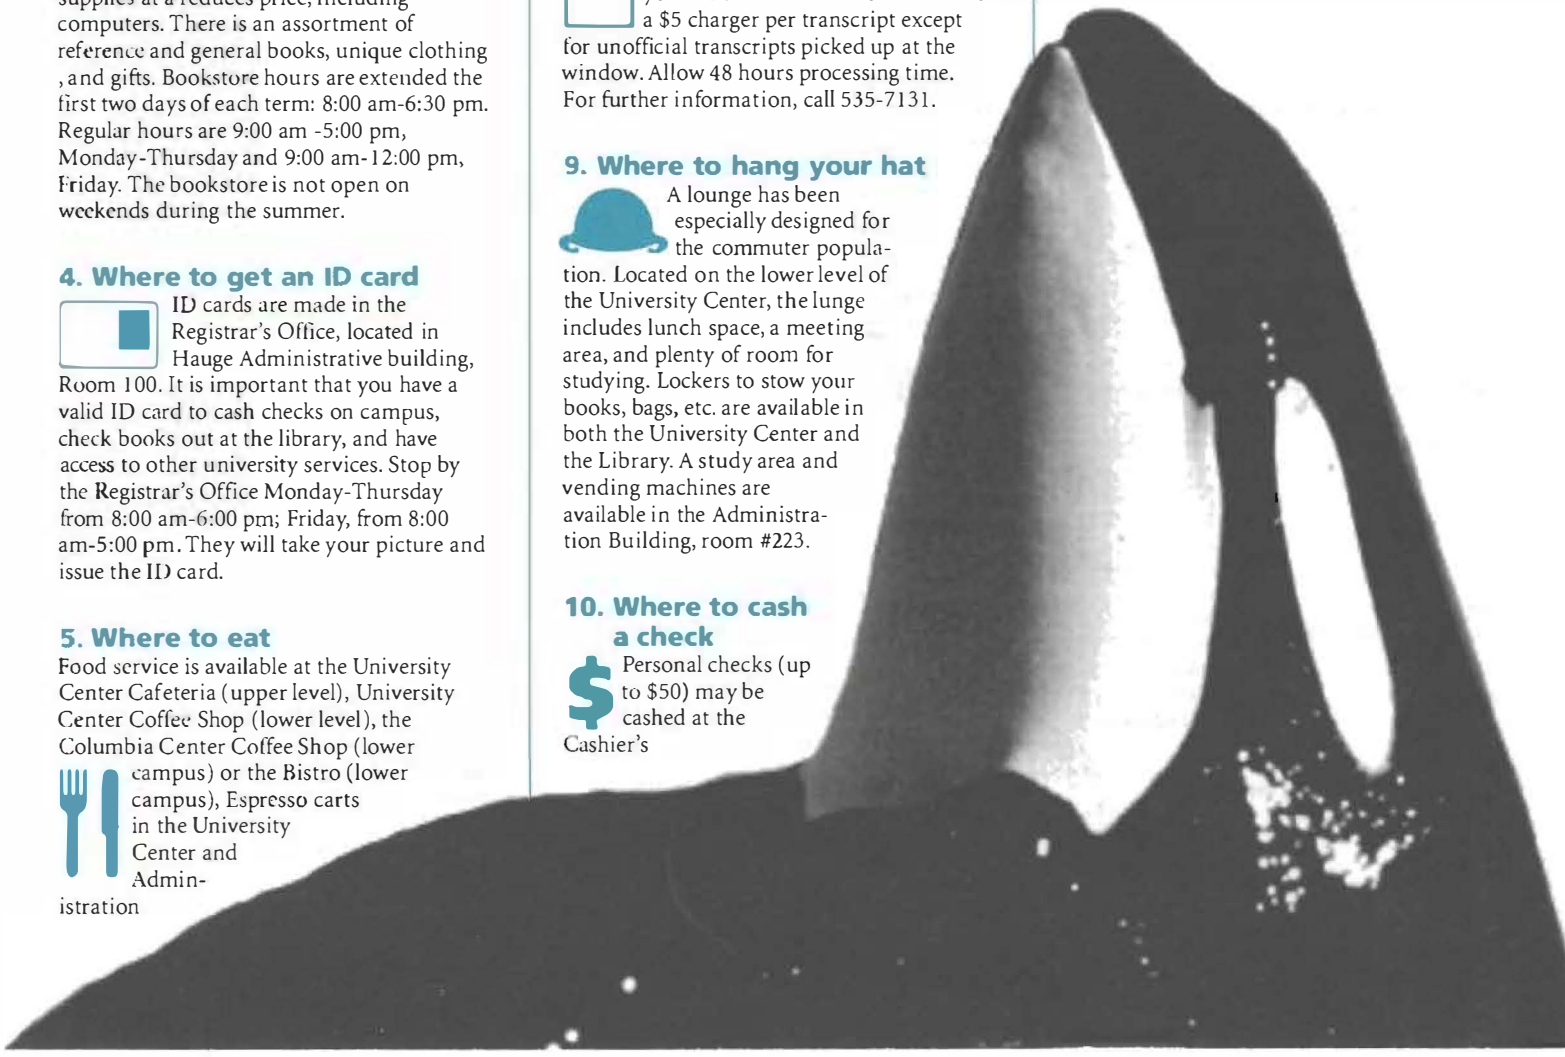 supplies at a reduces price, including
computers. There is an assortment of
reference and general books, unique clothing
, and gifts. Bookstore hours are extended the
first two days of each term: 8:00 am-6:30 pm.
Regular hours are 9:00 am -5:00 pm,
Monday-Thursday and 9:00 am-12:00 pm,
Friday. The bookstore is not open on
weekends during the summer.
4. Where to get an ID card
ID cards are made in the
Registrar's Office, located in
Hauge Administrative building,
Room 100. It is important that you have a
valid ID card to cash checks on campus,
check books out at the library, and have
access to other university services. Stop by
the Registrar's Office Monday-Thursday
from 8:00 am-6:00 pm; Friday, from 8:00
am-5:00 pm. They will take your picture and
issue the ID card.
5. Where to eat
Food service is available at the University
Center Cafeteria (upper level), University
Center Coffee Shop (lower level), the
Columbia Center Coffee Shop (lower
campus) or the Bistro (lower
campus), Espresso carts
in the University
Center and
Admin-
istration
a $5 charger per transcript except
for unofficial transcripts picked up at the
window. Allow 48 hours processing time.
For further information, call 535-7131.
9. Where to hang your hat
A lounge has been
especially designed for
the commuter popula-
tion. Located on the lower level of
the University Center, the lunge
includes lunch space, a meeting
area, and plenty of room for
studying. Lockers to stow your
books, bags, etc. are available in
both the University Center and
the Library. A study area and
vending machines are
available in the Administra-
tion Building, room #223.
10. Where to cash
a check
$ Personal checks (up
to $50) may be
cashed at the
Cashier's